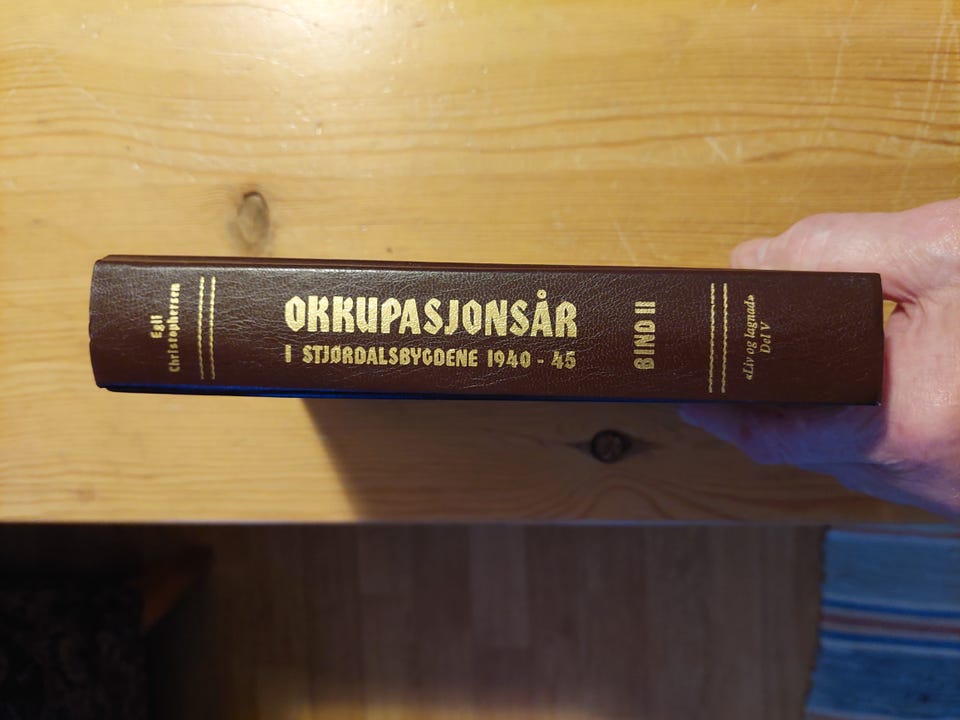 Egil
Christophersen
OKKUPASJONSÅR
I STJØRDALSBYGDENE 1940 - 45
BIND II
«Liv og lagnad»
Del V